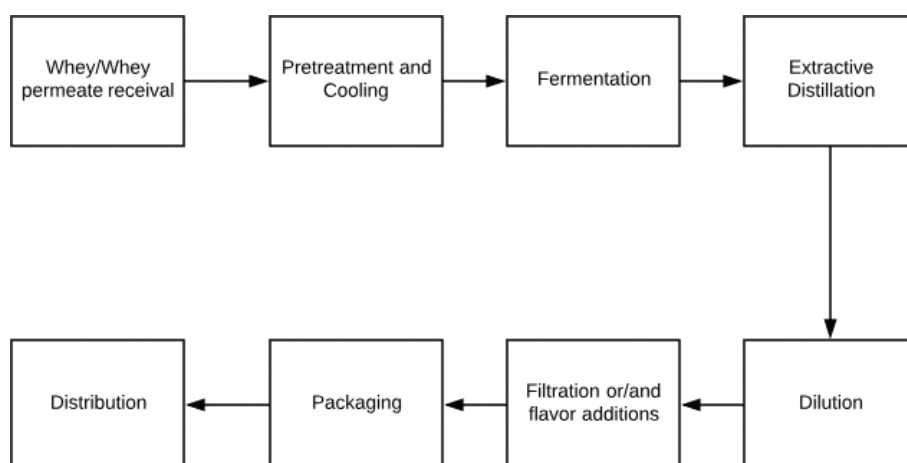 Whey/Whey
permeate receival
Pretreatment and
Cooling
Fermentation
Extractive
Distillation
Distribution
Packaging
Filtration or/and
flavor additions
Dilution